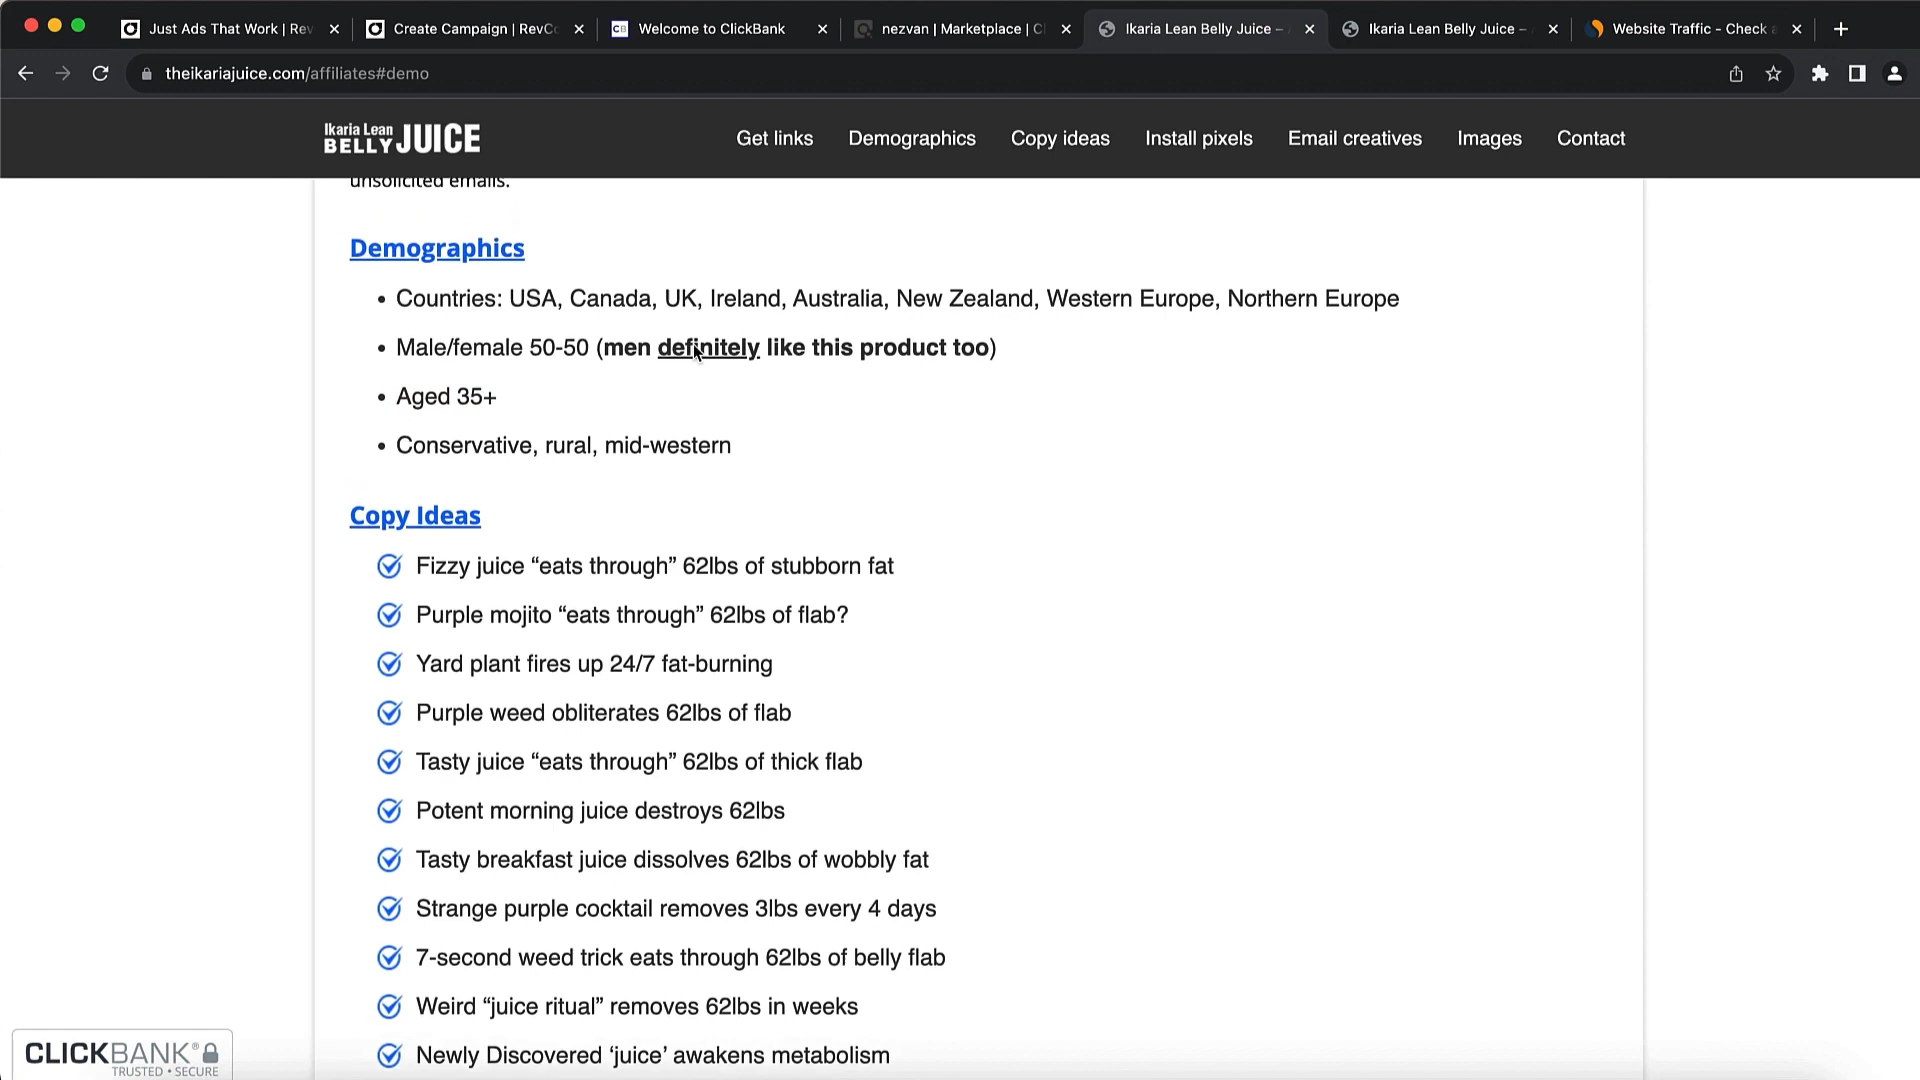 Just Ads That Work | Rev
Create Campaign | RevC
Welcome to ClickBank
nezvan | Marketplace | Cl
Ikaria Lean Belly Juice –
Ikaria Lean Belly Juice –
Website Traffic - Check
theikariajuice.com/affiliates#demo
Ikaria Lean
BELLY JUICE
Get links
Demographics
Copy ideas
Install pixels
Email creatives
Images
Contact
unsolicited emails.
Demographics
• Countries: USA, Canada, UK, Ireland, Australia, New Zealand, Western Europe, Northern Europe
• Male/female 50-50 (men definitely like this product too)
• Aged 35+
• Conservative, rural, mid-western
Copy Ideas
Fizzy juice “eats through” 62lbs of stubborn fat
Purple mojito “eats through” 62lbs of flab?
Yard plant fires up 24/7 fat-burning
Purple weed obliterates 62lbs of flab
Tasty juice “eats through” 62lbs of thick flab
Potent morning juice destroys 62lbs
Tasty breakfast juice dissolves 62lbs of wobbly fat
Strange purple cocktail removes 3lbs every 4 days
7-second weed trick eats through 62lbs of belly flab
Weird “juice ritual” removes 62lbs in weeks
Newly Discovered ‘juice’ awakens metabolism
CLICKBANK®
TRUSTED • SECURE